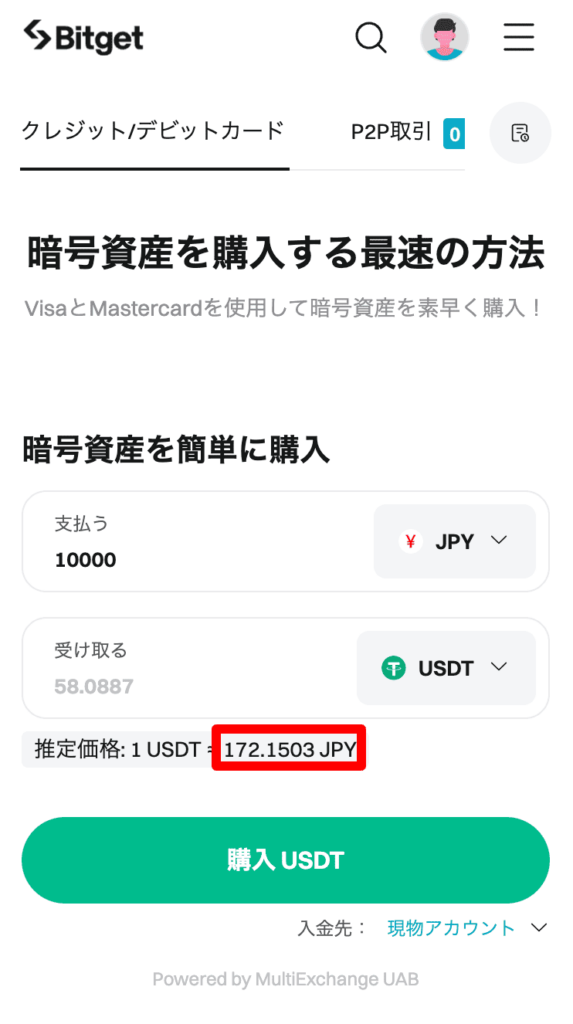 Bitget
クレジット/デビットカード P2P取引 0
暗号資産を購入する最速の方法
VisaとMastercardを使用して暗号資産を素早く購入！
暗号資産を簡単に購入
支払う
10000
¥ JPY
受け取る
58.0887
USDT
推定価格: 1 USDT ≈ 172.1503 JPY
購入 USDT
入金先： 現物アカウント
Powered by MultiExchange UAB